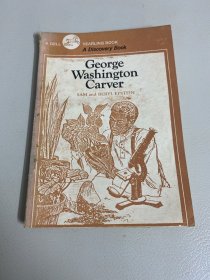 A DELL YEARLING BOOK
A Discovery Book
George
Washington
Carver
SAM and BERYL EPSTEIN